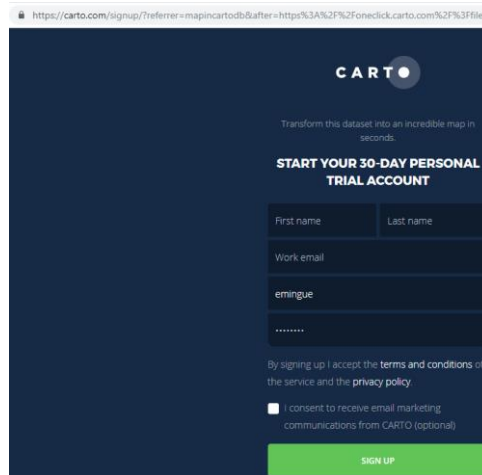 https://carto.com/signup/?referrer=mapincartodb&after=https%3A%2F%2Foneclick.carto.com%2F%3Ffile
CARTO
Transform this dataset into an incredible map in
seconds.
START YOUR 30-DAY PERSONAL
TRIAL ACCOUNT
First name Last name
Work email
emingue
........
By signing up I accept the terms and conditions of
the service and the privacy policy.
I consent to receive email marketing
communications from CARTO (optional)
SIGN UP